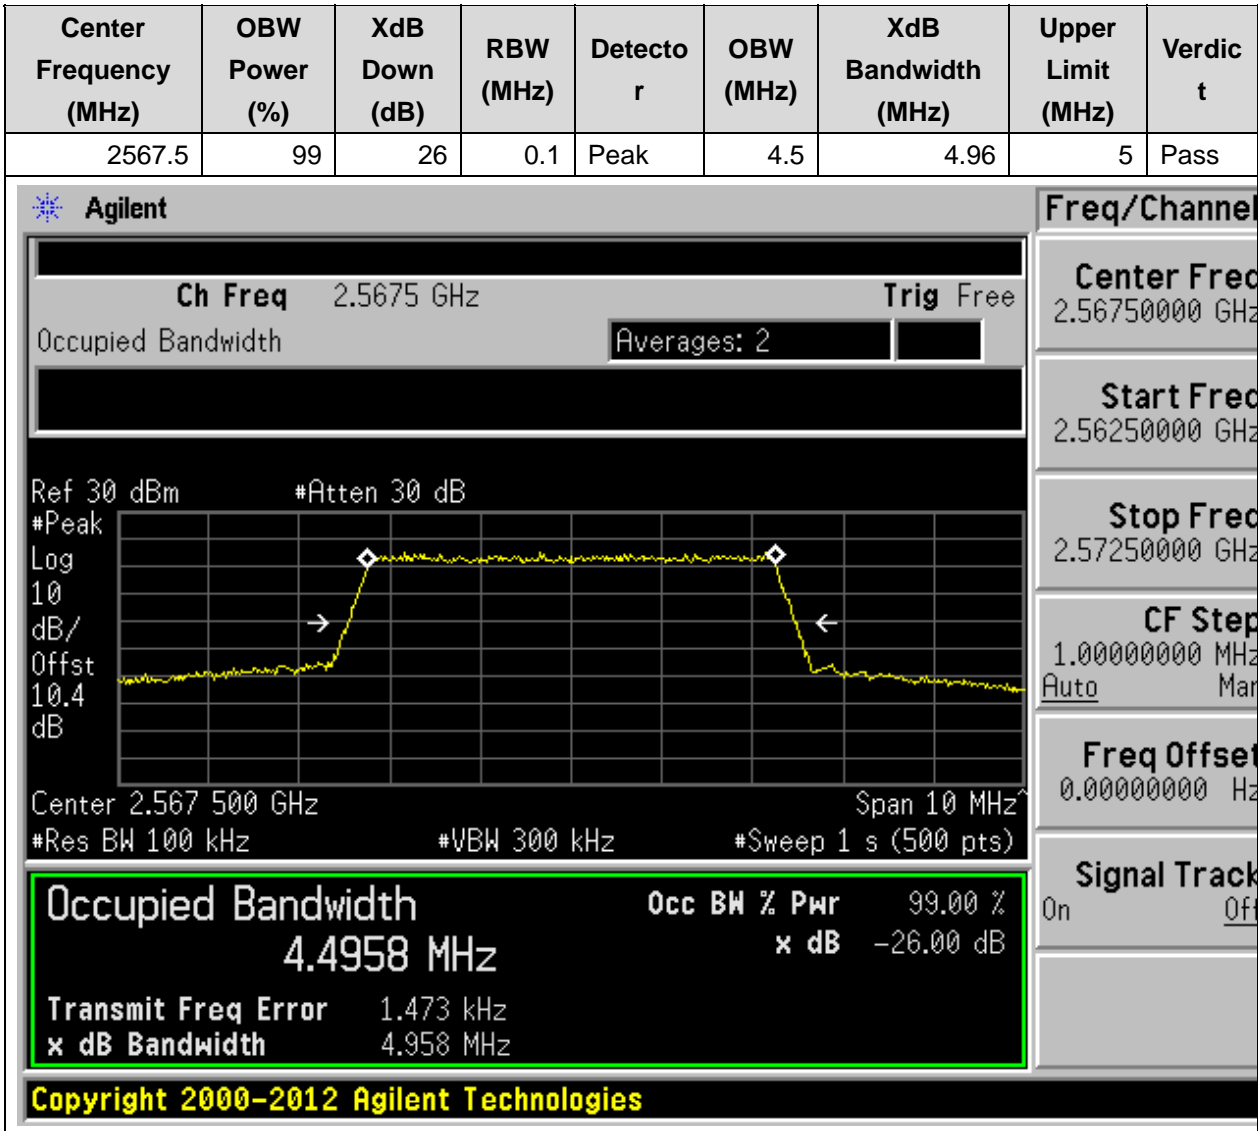 Center Frequency (MHz) OBW Power (%) XdB Down (dB) RBW (MHz) Detecto r OBW (MHz) XdB Bandwidth (MHz) Upper Limit (MHz) Verdic t
2567.5 99 26 0.1 Peak 4.5 4.96 5 Pass
Agilent
Freq/Channel
Ch Freq 2.5675 GHz Trig Free
Occupied Bandwidth Averages: 2
Center Freq
2.56750000 GHz
Start Freq
2.56250000 GHz
Stop Freq
2.57250000 GHz
CF Step
1.00000000 MHz
Auto Man
Freq Offset
0.00000000 Hz
Signal Track
On Off
Ref 30 dBm #Atten 30 dB
#Peak
Log
10
dB/
Offst
10.4
dB
Center 2.567 500 GHz Span 10 MHz^
#Res BW 100 kHz #VBW 300 kHz #Sweep 1 s (500 pts)
Occupied Bandwidth Occ BW % Pwr 99.00 %
4.4958 MHz x dB -26.00 dB
Transmit Freq Error 1.473 kHz
x dB Bandwidth 4.958 MHz
Copyright 2000-2012 Agilent Technologies